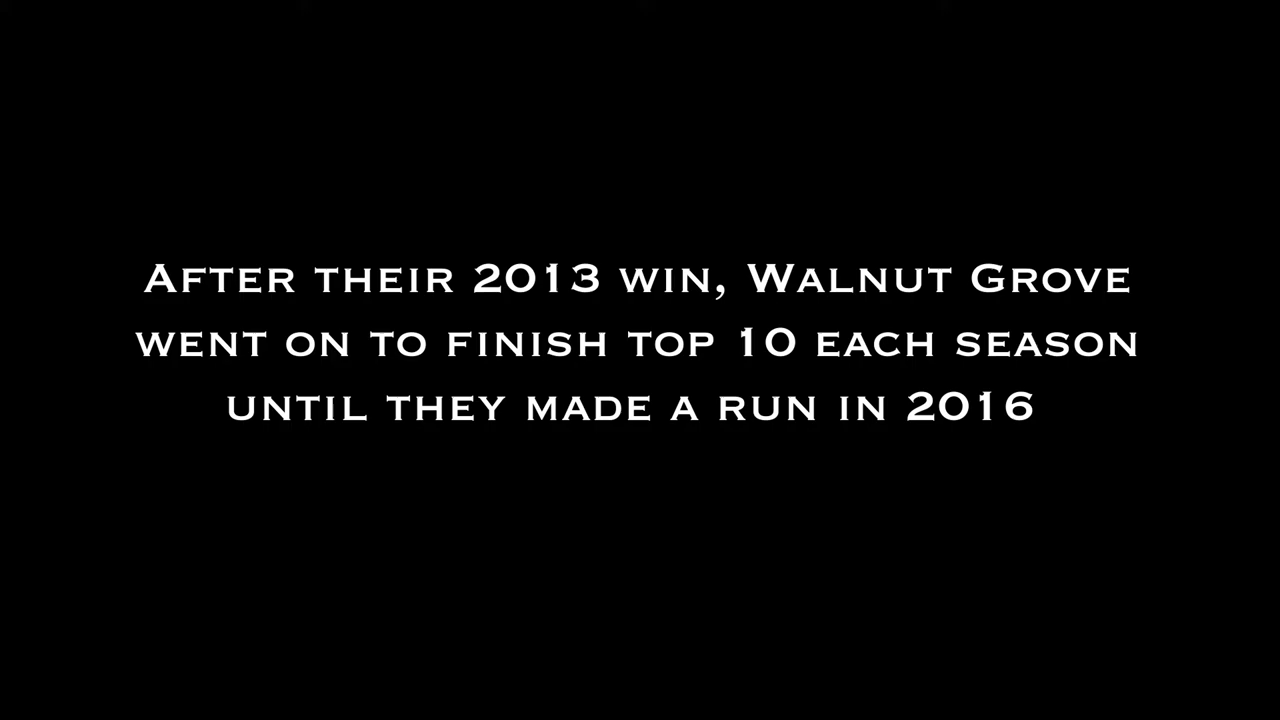 After their 2013 win, Walnut Grove
went on to finish top 10 each season
until they made a run in 2016